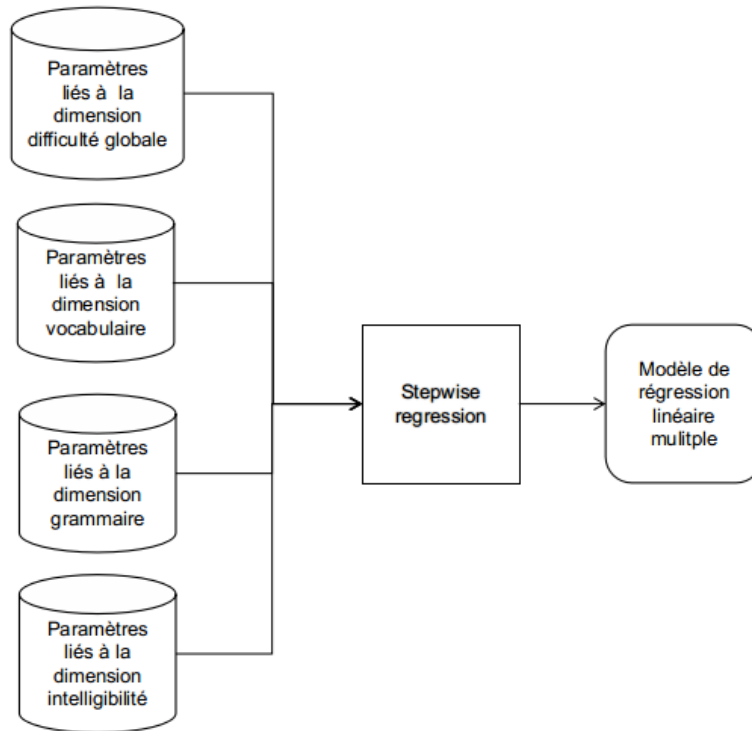 Paramètres
liés à la
dimension
difficulté globale
Paramètres
liés à la
dimension
vocabulaire
Paramètres
liés à la
dimension
grammaire
Paramètres
liés à la
dimension
intelligibilité
Stepwise
regression
Modèle de
régression
linéaire
mulitple